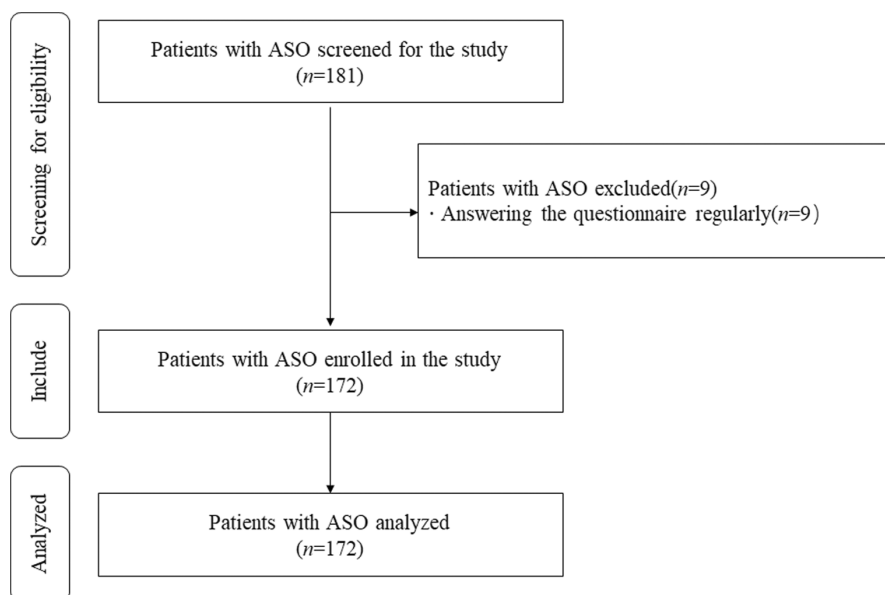 Screening for eligibility
Patients with ASO screened for the study
(n=181)
Patients with ASO excluded(n=9)
· Answering the questionnaire regularly(n=9)
Include
Patients with ASO enrolled in the study
(n=172)
Analyzed
Patients with ASO analyzed
(n=172)